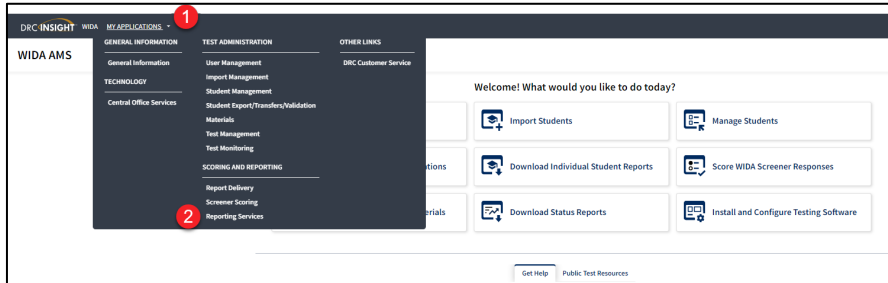 1
DRC INSIGHT WIDA MY APPLICATIONS
WIDA AMS
GENERAL INFORMATION
General Information
TECHNOLOGY
Central Office Services
TEST ADMINISTRATION
User Management
Import Management
Student Management
Student Export/Transfers/Validation
Materials
Test Management
Test Monitoring
SCORING AND REPORTING
Report Delivery
Screener Scoring
2 Reporting Services
OTHER LINKS
DRC Customer Service
Welcome! What would you like to do today?
Import Students
Manage Students
Download Individual Student Reports
Score WIDA Screener Responses
Download Status Reports
Install and Configure Testing Software
Get Help Public Test Resources